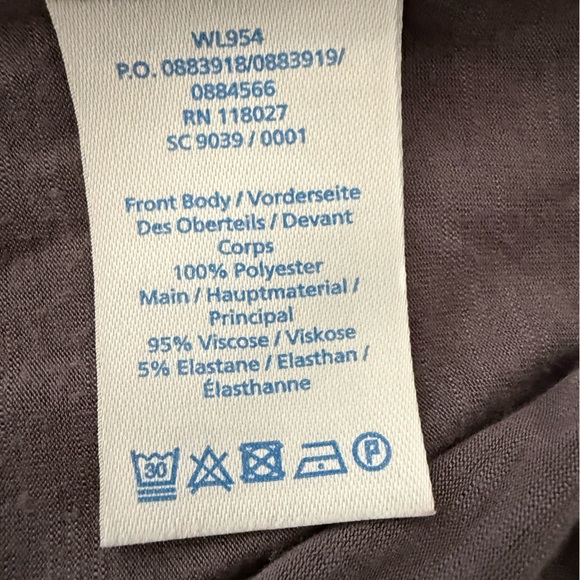 WL954
P.O. 0883918/0883919/
0884566
RN 118027
SC 9039 / 0001
Front Body / Vorderseite
Des Oberteils / Devant
Corps
100% Polyester
Main / Hauptmaterial /
Principal
95% Viscose / Viskose
5% Elastane / Elasthan /
Élasthanne
30 P